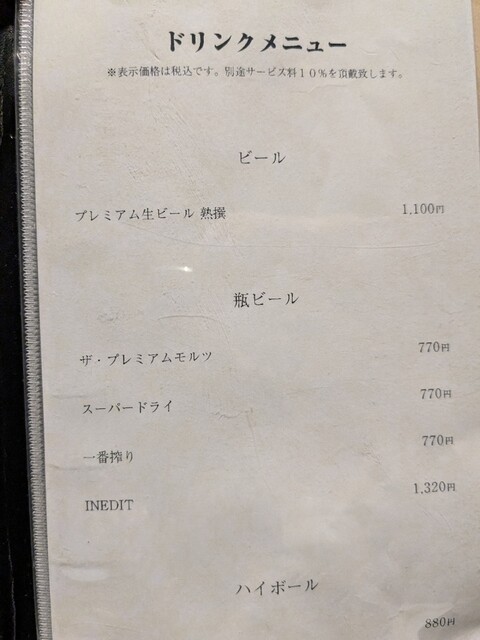 ドリンクメニュー
※表示価格は税込です。別途サービス料１０％を頂戴致します。
ビール
プレミアム生ビール 熟撰 1,100円
瓶ビール
ザ・プレミアムモルツ 770円
スーパードライ 770円
一番搾り 770円
INEDIT 1,320円
ハイボール
880円